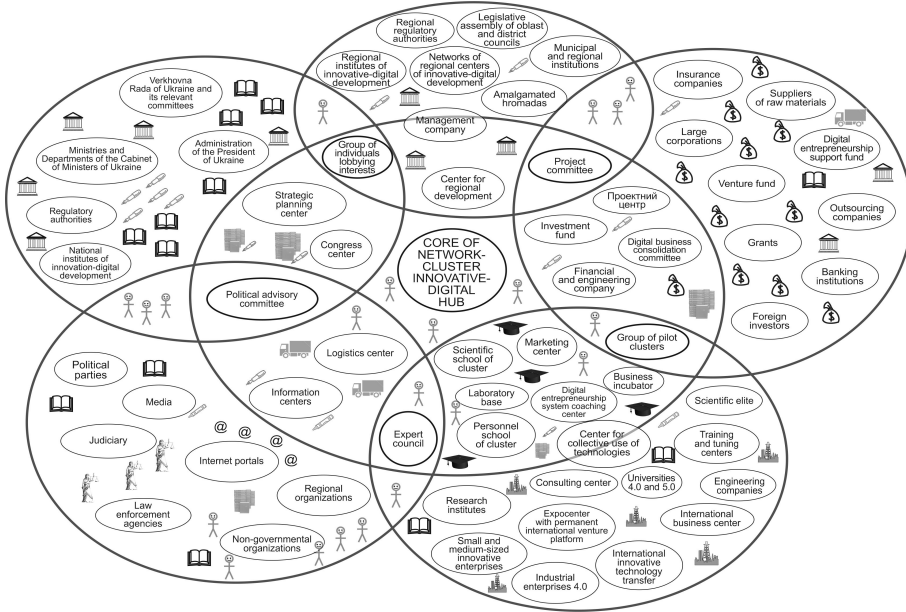 Regional
regulatory
authorities
Legislative
assembly of oblast
and district
councils
Regional
institutes of
innovative-digital
development
Networks of
regional centers
of innovative-digital
development
Municipal
and regional
institutions
Amalgamated
hromadas
Management
company
Center for
regional
development
Verkhovna
Rada of Ukraine and
its relevant
committees
Ministries and
Departments of the Cabinet
of Ministers of Ukraine
Administration
of the President
of Ukraine
Regulatory
authorities
National
institutes of
innovation-digital
development
Group of
individuals
lobbying
interests
Strategic
planning
center
Congress
center
Political advisory
committee
CORE OF
NETWORK-
CLUSTER
INNOVATIVE-
DIGITAL
HUB
Project
committee
Проектний
центр
Investment
fund
Digital business
consolidation
committee
Financial
and engineering
company
Insurance
companies
Suppliers
of raw materials
Large
corporations
Digital
entrepreneurship
support fund
Venture fund
Outsourcing
companies
Grants
Banking
institutions
Foreign
investors
Group of pilot
clusters
Political
parties
Media
Judiciary
@
@
@
@
@
Internet portals
Law
enforcement
agencies
Regional
organizations
Non-governmental
organizations
Logistics center
Information
centers
Expert
council
Scientific
school of
cluster
Marketing
center
Business
incubator
Laboratory
base
Digital
entrepreneurship
system coaching
center
Personnel
school
of cluster
Center for
collective use of
technologies
Scientific elite
Training
and tuning
centers
Consulting center
Universities
4.0 and 5.0
Engineering
companies
Research
institutes
Expocenter
with permanent
international venture
platform
International
business center
Small and
medium-sized
innovative
enterprises
Industrial
enterprises 4.0
International
innovative
technology
transfer